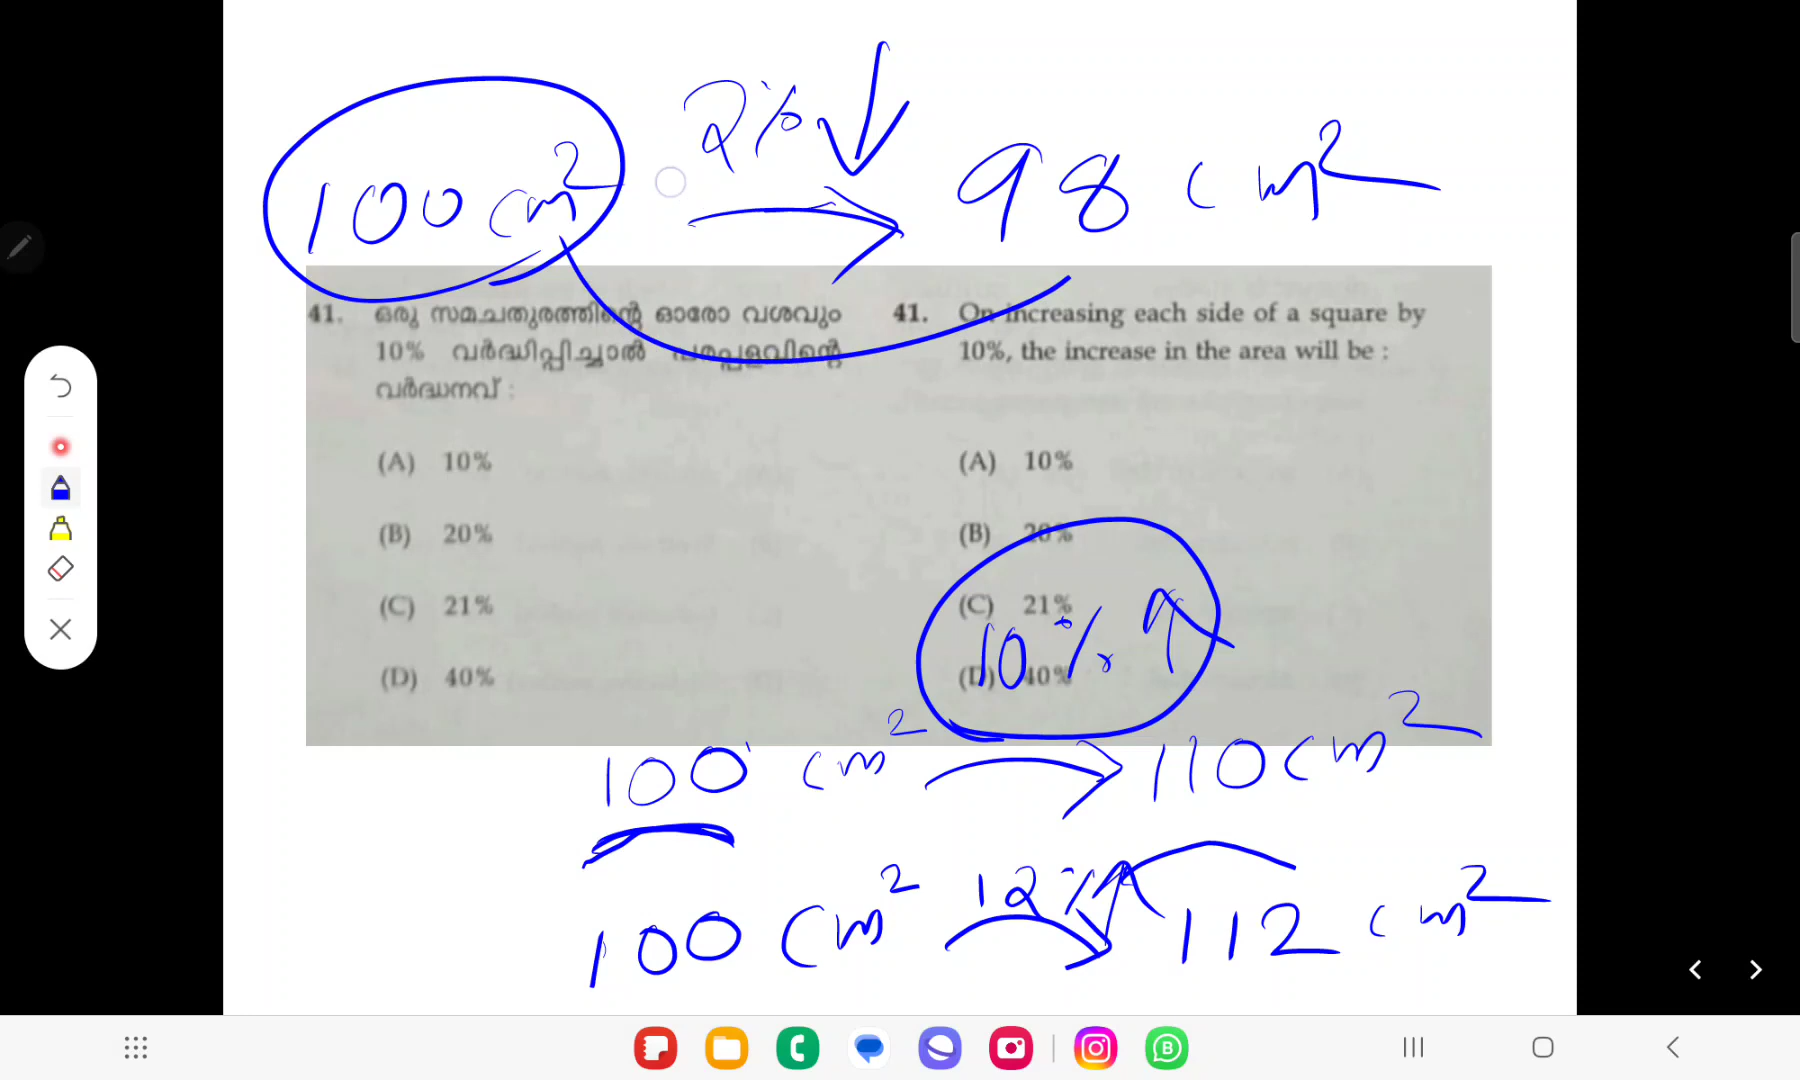 2% ↓
100 cm² → 98 cm²
41. ഒരു സമചതുരത്തിന്റെ ഓരോ വശവും
10% വർദ്ധിപ്പിച്ചാൽ പരപ്പളവിന്റെ
വർദ്ധനവ് :
(A) 10%
(B) 20%
(C) 21%
(D) 40%
41. On increasing each side of a square by
10%, the increase in the area will be :
(A) 10%
(B) 20%
(C) 21%
(D) 40%
10% ↑
100 cm² → 110 cm²
12% ↑
100 cm² → 112 cm²